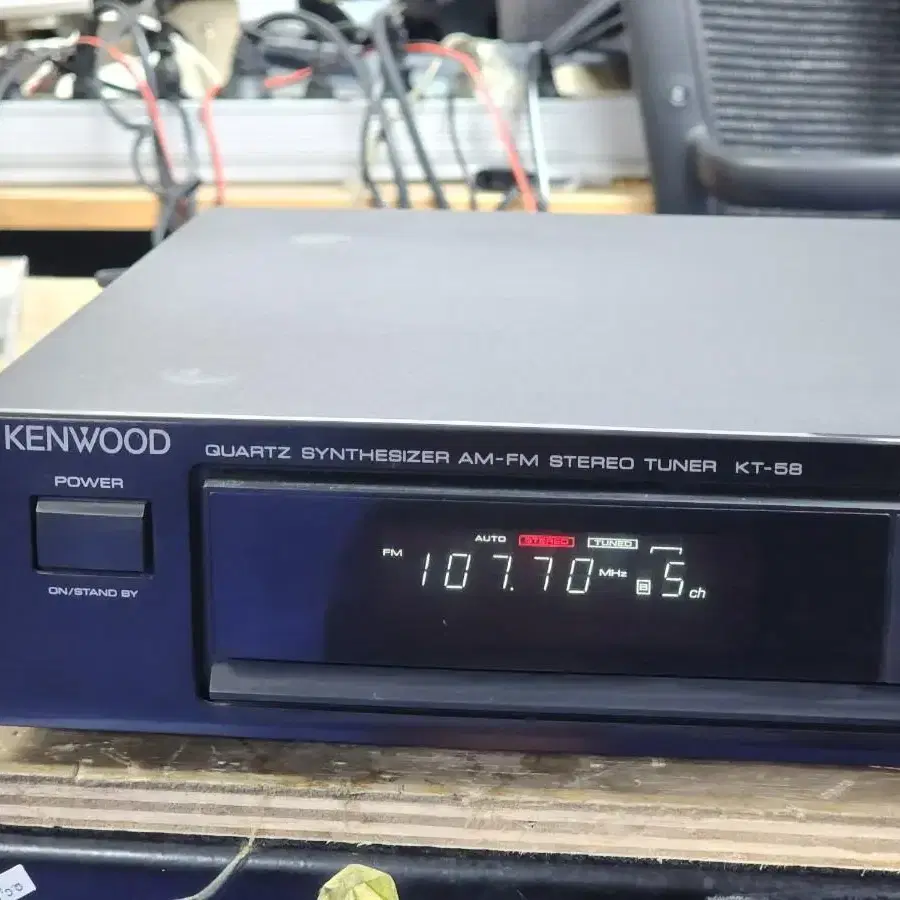 KENWOOD
QUARTZ SYNTHESIZER AM-FM STEREO TUNER KT-58
POWER
ON/STAND BY
AUTO STEREO TUNED
FM 107.70 MHz B 5 ch